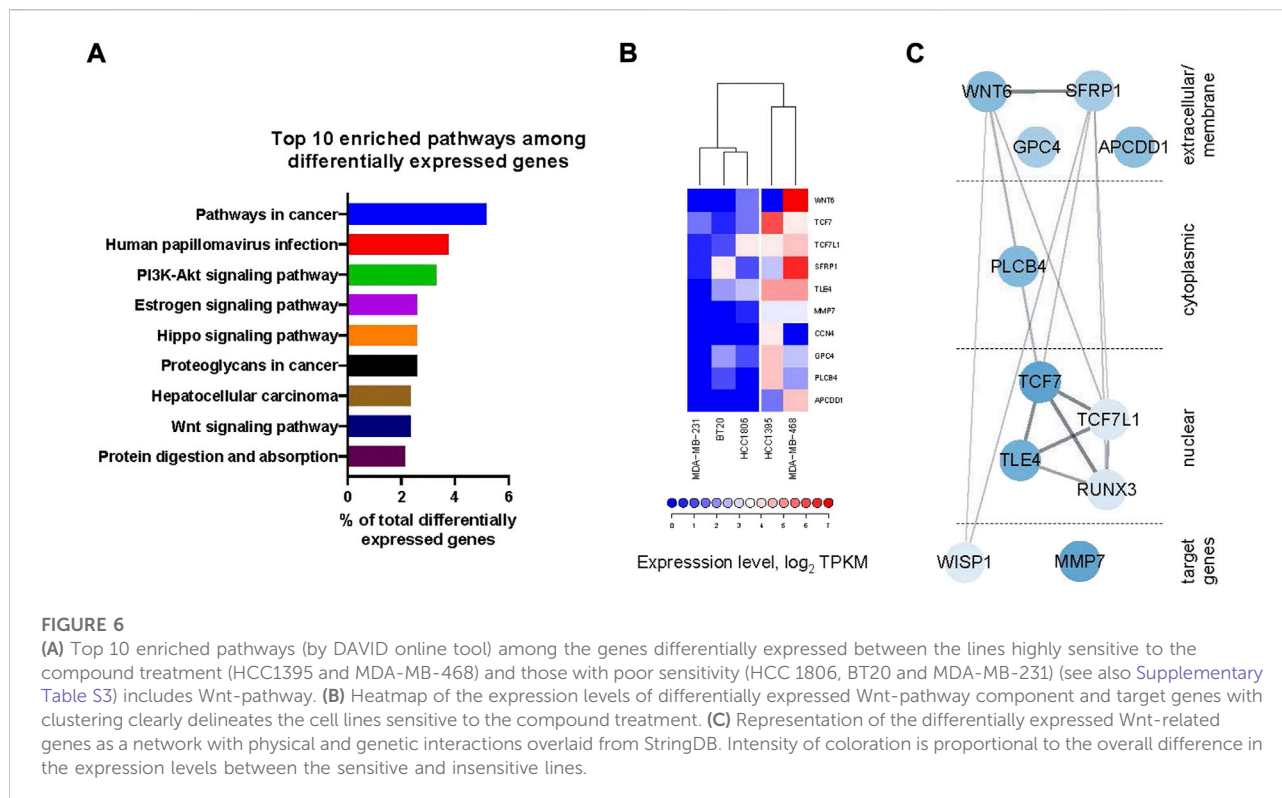 A
Top 10 enriched pathways among
differentially expressed genes
Pathways in cancer
Human papillomavirus infection
PI3K-Akt signaling pathway
Estrogen signaling pathway
Hippo signaling pathway
Proteoglycans in cancer
Hepatocellular carcinoma
Wnt signaling pathway
Protein digestion and absorption
0 2 4 6
% of total differentially
expressed genes
B
WNT6
TCF7
TCF7L1
SFRP1
TLE4
MMP7
CCN4
GPC4
PLCB4
APCDD1
MDA-MB-231
BT20
HCC1806
HCC1395
MDA-MB-468
0 1 2 3 4 5 6 7
Expresssion level, log2 TPKM
C
WNT6 SFRP1
GPC4 APCDD1
extracellular/
membrane
PLCB4
cytoplasmic
TCF7
TCF7L1
TLE4
RUNX3
nuclear
WISP1 MMP7
target
genes
FIGURE 6
(A) Top 10 enriched pathways (by DAVID online tool) among the genes differentially expressed between the lines highly sensitive to the
compound treatment (HCC1395 and MDA-MB-468) and those with poor sensitivity (HCC 1806, BT20 and MDA-MB-231) (see also Supplementary
Table S3) includes Wnt-pathway. (B) Heatmap of the expression levels of differentially expressed Wnt-pathway component and target genes with
clustering clearly delineates the cell lines sensitive to the compound treatment. (C) Representation of the differentially expressed Wnt-related
genes as a network with physical and genetic interactions overlaid from StringDB. Intensity of coloration is proportional to the overall difference in
the expression levels between the sensitive and insensitive lines.